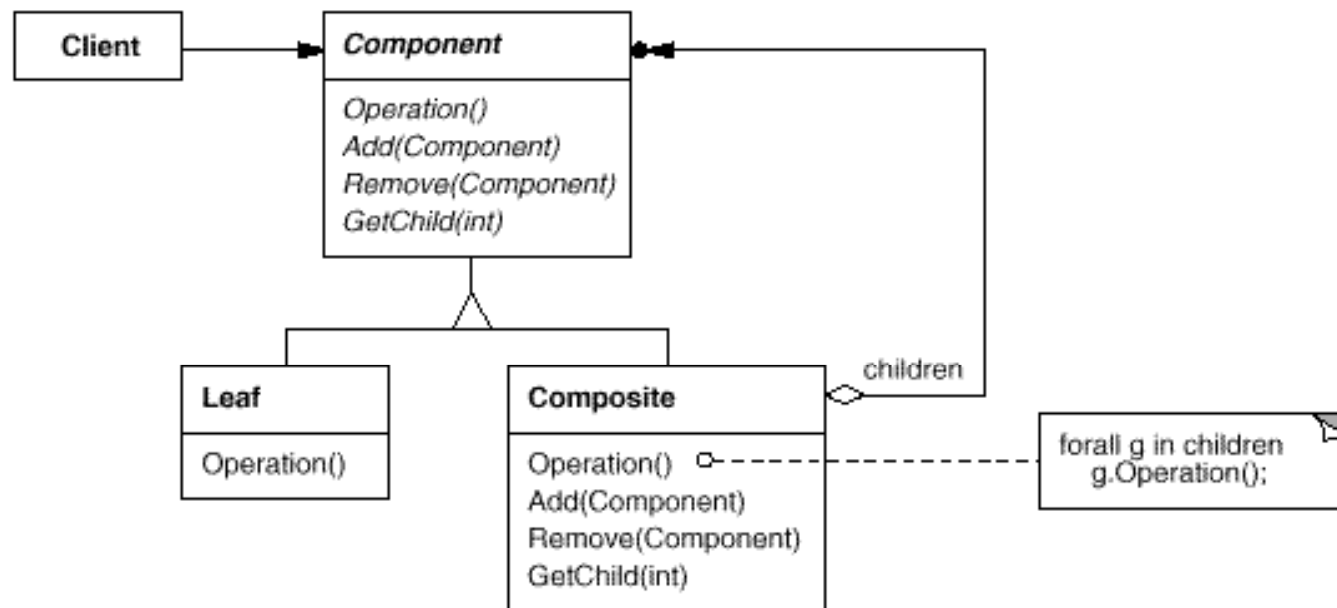 Client
Component
Operation()
Add(Component)
Remove(Component)
GetChild(int)
children
Leaf
Operation()
Composite
Operation()
Add(Component)
Remove(Component)
GetChild(int)
forall g in children
g.Operation();